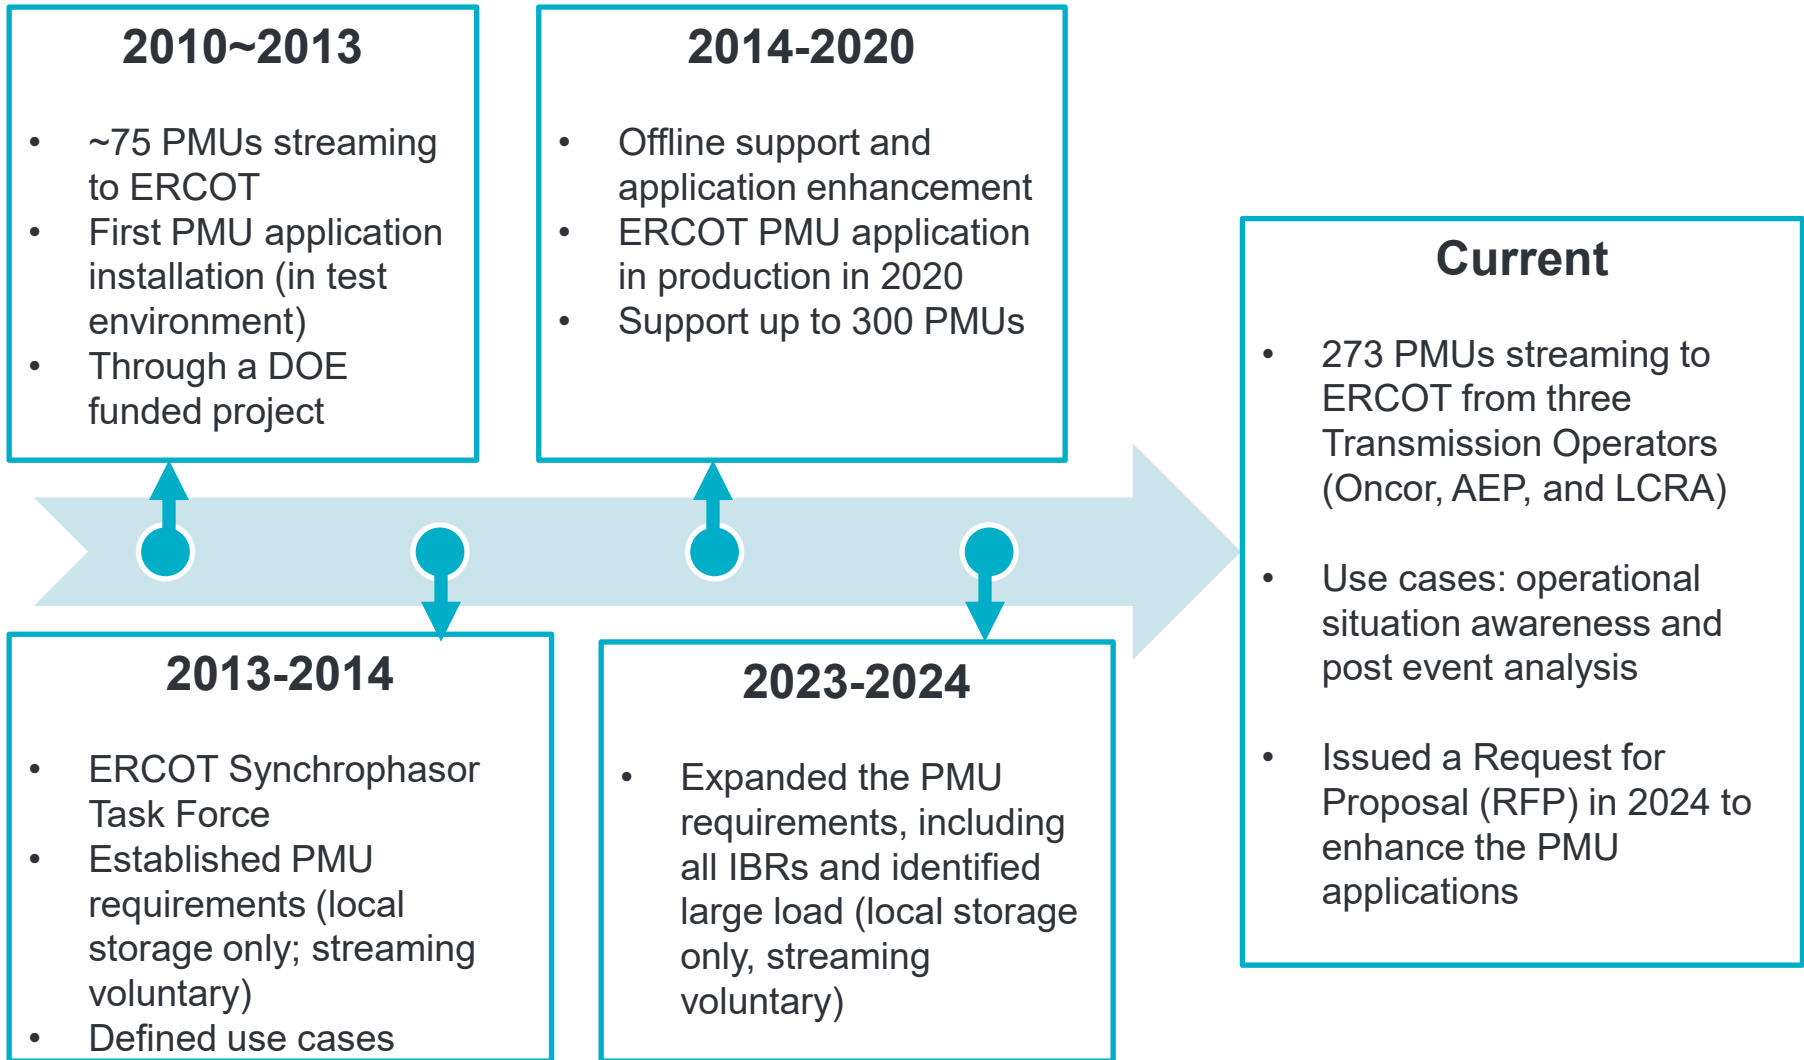 2010~2013
• ~75 PMUs streaming
to ERCOT
• First PMU application
installation (in test
environment)
• Through a DOE
funded project
2014-2020
• Offline support and
application enhancement
• ERCOT PMU application
in production in 2020
• Support up to 300 PMUs
2013-2014
• ERCOT Synchrophasor
Task Force
• Established PMU
requirements (local
storage only; streaming
voluntary)
• Defined use cases
2023-2024
• Expanded the PMU
requirements, including
all IBRs and identified
large load (local storage
only, streaming
voluntary)
Current
• 273 PMUs streaming to
ERCOT from three
Transmission Operators
(Oncor, AEP, and LCRA)
• Use cases: operational
situation awareness and
post event analysis
• Issued a Request for
Proposal (RFP) in 2024 to
enhance the PMU
applications